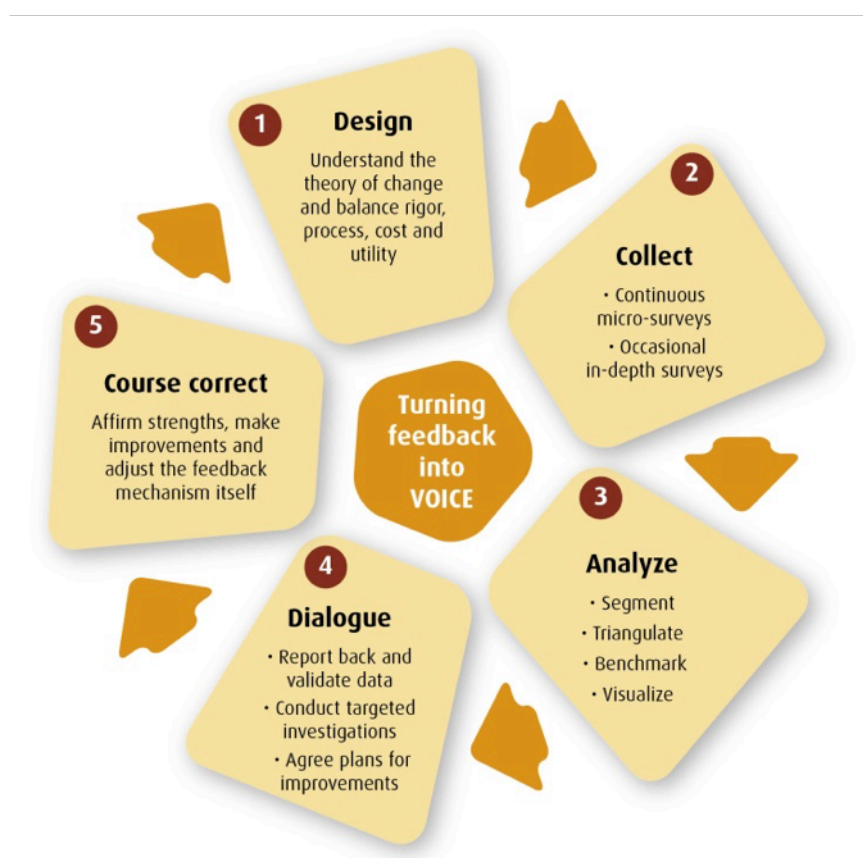 1
Design
Understand the
theory of change
and balance rigor,
process, cost and
utility
2
Collect
· Continuous
micro-surveys
· Occasional
in-depth surveys
3
Analyze
· Segment
· Triangulate
· Benchmark
· Visualize
4
Dialogue
· Report back and
validate data
· Conduct targeted
investigations
· Agree plans for
improvements
5
Course correct
Affirm strengths, make
improvements and
adjust the feedback
mechanism itself
Turning
feedback
into
VOICE